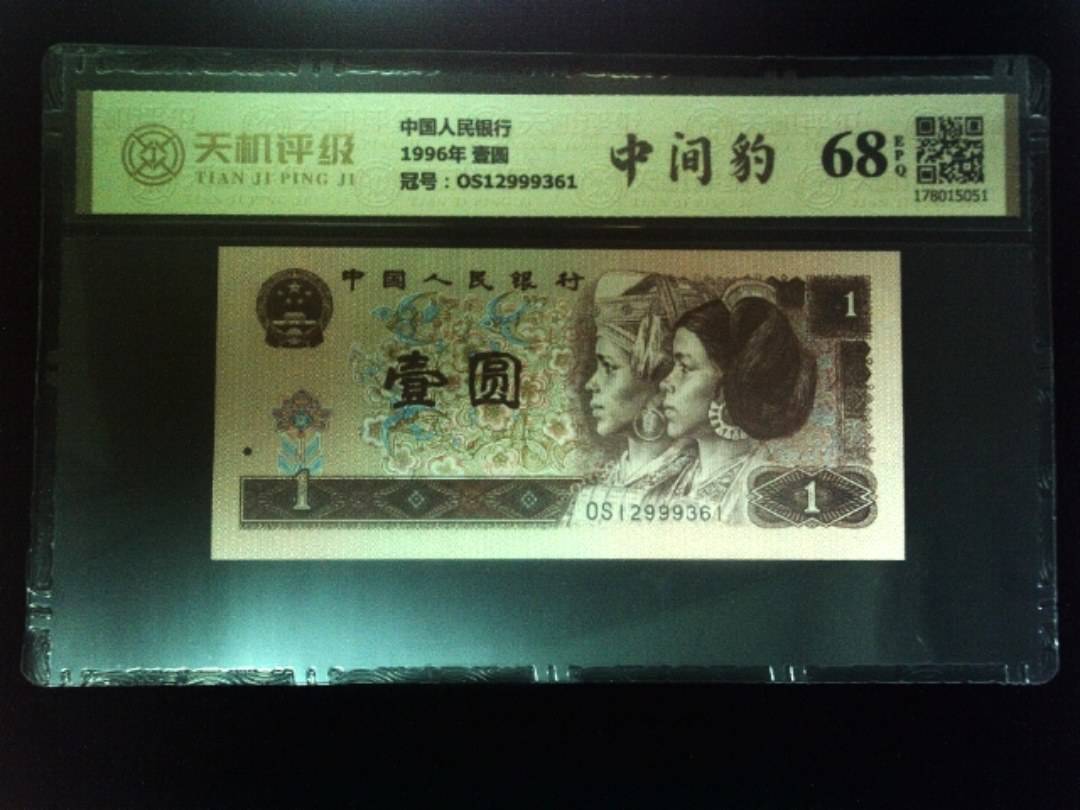 天机评级
TIAN JI PING JI
中国人民银行
1996年 壹圆
冠号：OS12999361
中间豹
68
EPQ
178015051
中国人民银行
1
壹圆
1
OS12999361
1